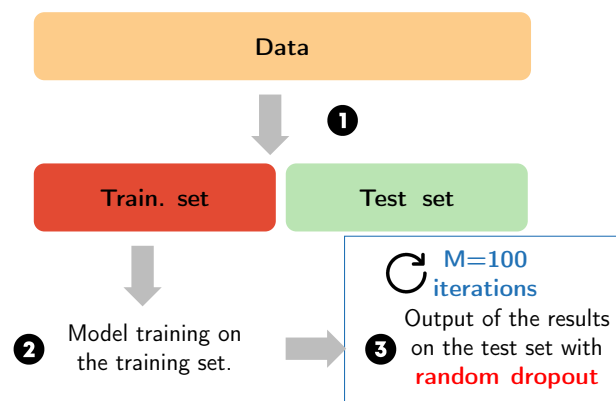 Data
1
Train. set
Test set
2
Model training on
the training set.
M=100
iterations
3
Output of the results
on the test set with
random dropout